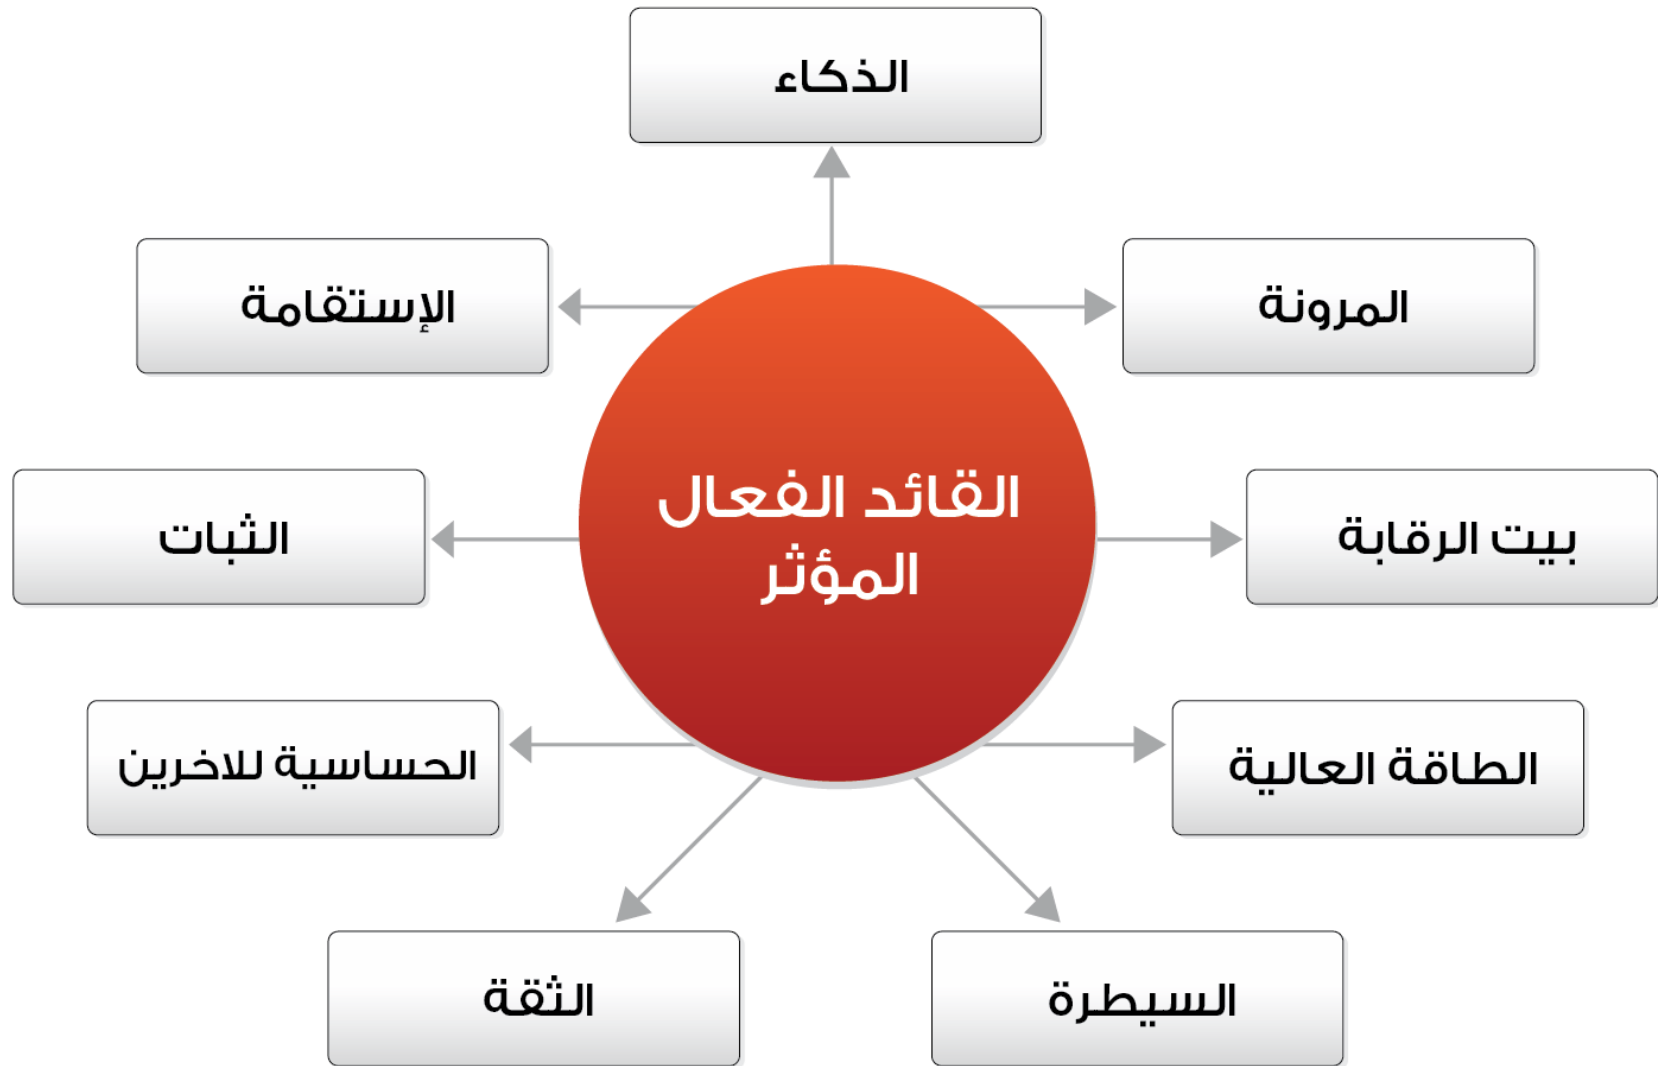 الذكاء
المرونة
الإستقامة
القائد الفعال
المؤثر
بيت الرقابة
الثبات
الطاقة العالية
الحساسية للاخرين
السيطرة
الثقة